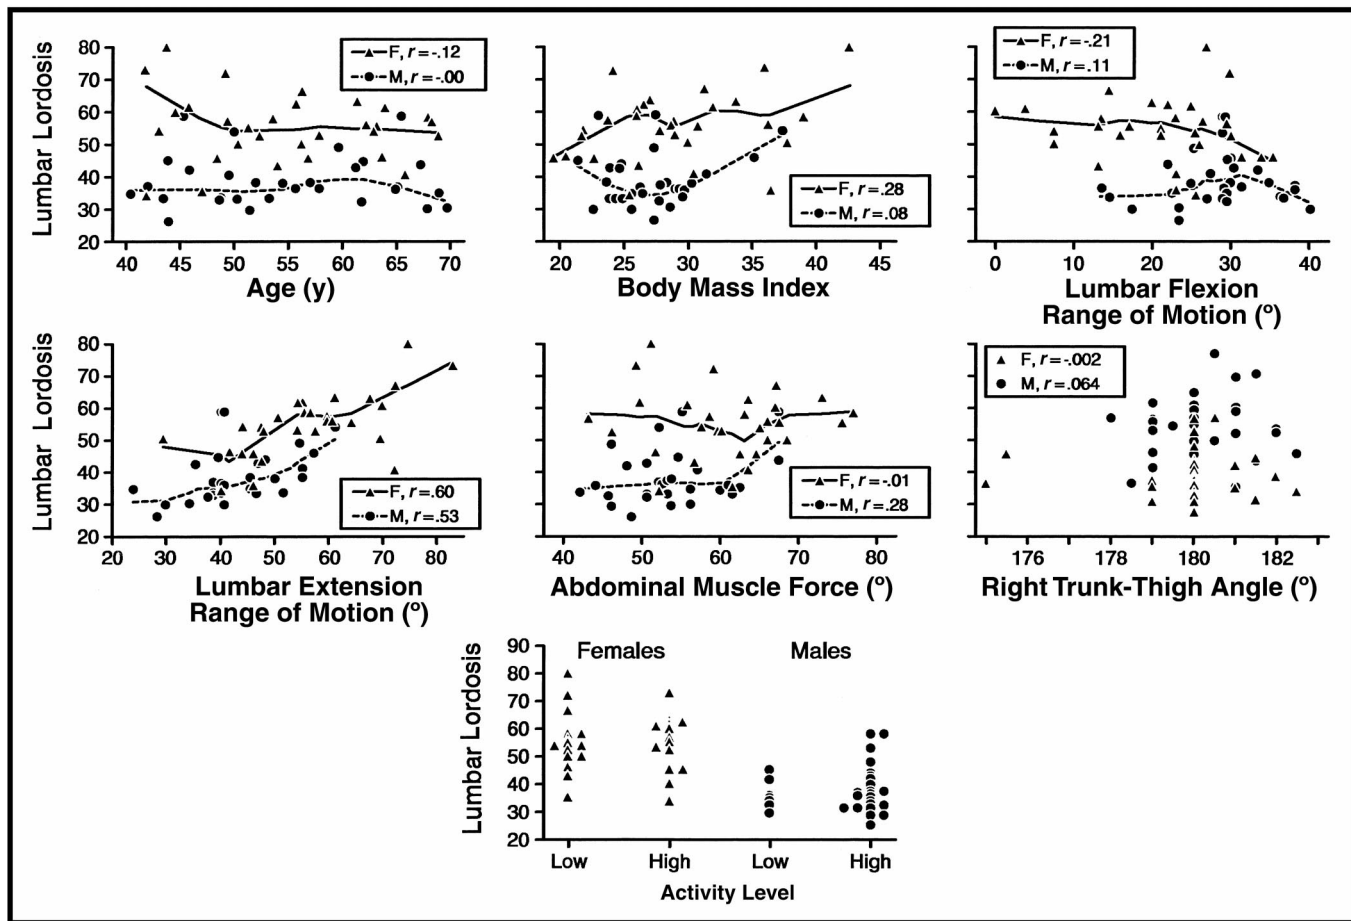 Lumbar Lordosis
80
70
60
50
40
30
20
F, r=-.12
M, r=-.00
40 45 50 55 60 65 70
Age (y)
F, r=.28
M, r=.08
20 25 30 35 40 45
Body Mass Index
F, r=-.21
M, r=.11
0 10 20 30 40
Lumbar Flexion
Range of Motion (º)
Lumbar Lordosis
80
70
60
50
40
30
20
F, r=.60
M, r=.53
20 30 40 50 60 70 80
Lumbar Extension
Range of Motion (º)
F, r=-.01
M, r=.28
40 50 60 70 80
Abdominal Muscle Force (º)
F, r=-.002
M, r=.064
176 178 180 182
Right Trunk-Thigh Angle (º)
Lumbar Lordosis
90
80
70
60
50
40
30
20
Females Males
Low High Low High
Activity Level